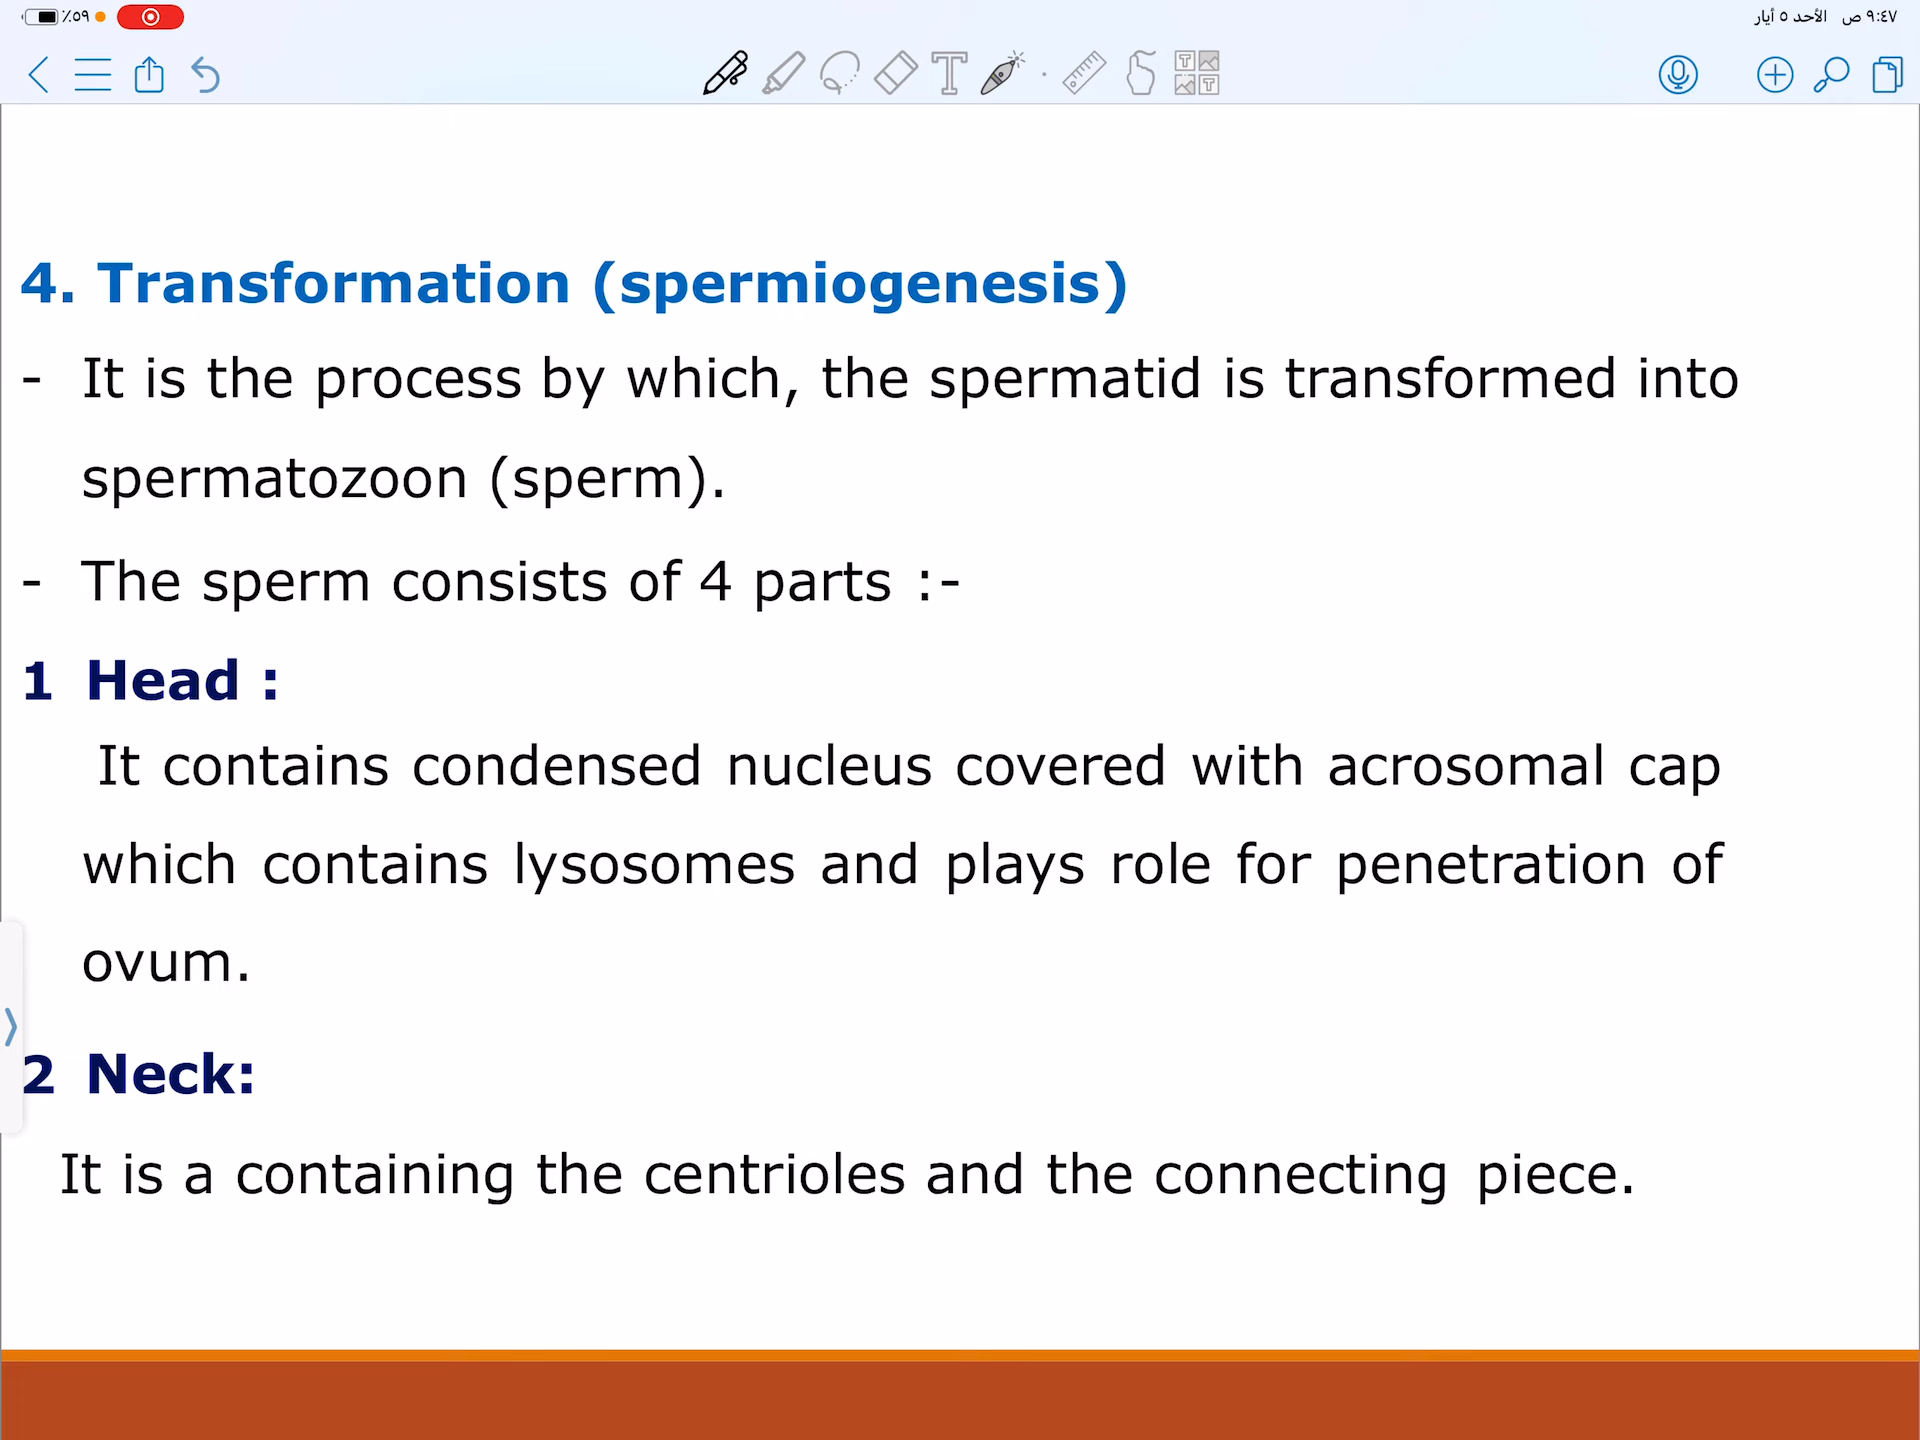 ٪٥٩
٩:٤٧ ص الأحد ٥ أيار
4. Transformation (spermiogenesis)
- It is the process by which, the spermatid is transformed into
spermatozoon (sperm).
- The sperm consists of 4 parts :-
1 Head :
It contains condensed nucleus covered with acrosomal cap
which contains lysosomes and plays role for penetration of
ovum.
2 Neck:
It is a containing the centrioles and the connecting piece.